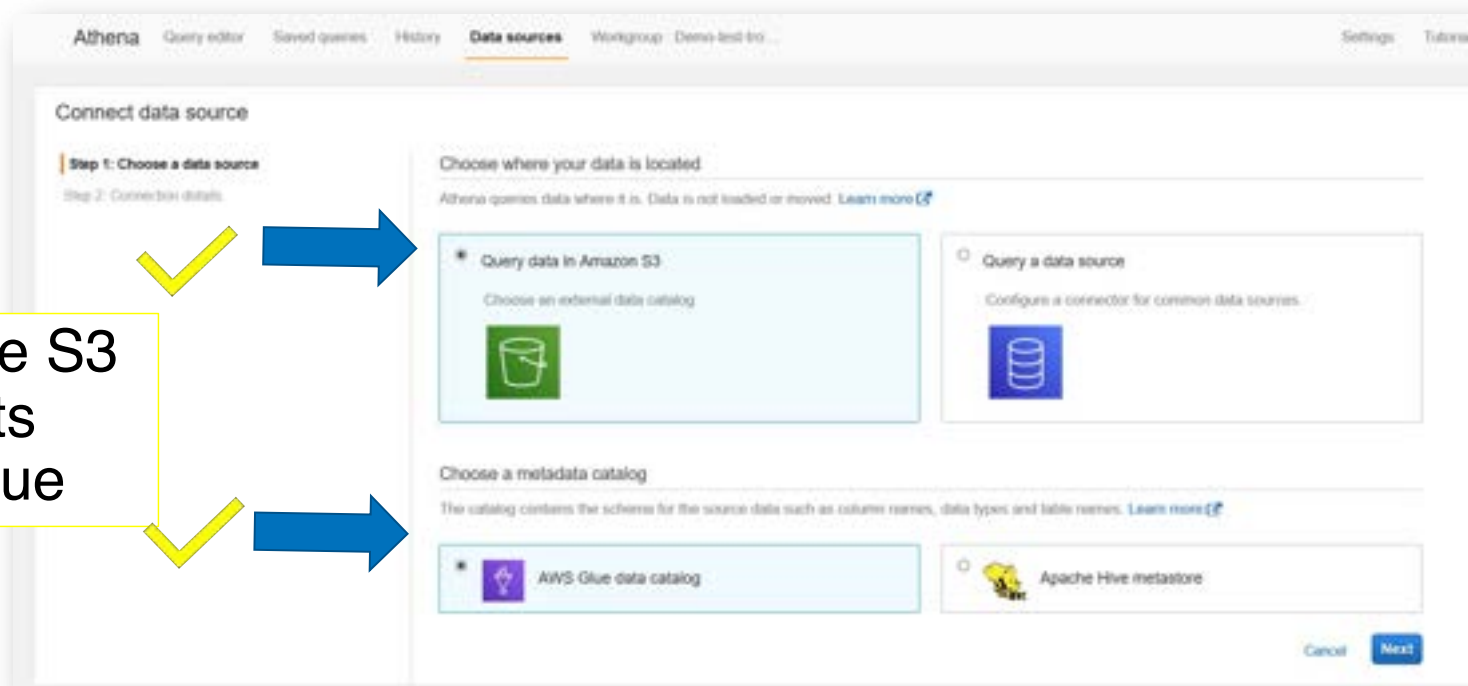 Athena Query editor Saved queries History Data sources Workgroup Demo-test-tro...
Settings
Connect data source
Step 1: Choose a data source
Step 2: Connection details
Choose where your data is located
Athena queries data where it is. Data is not loaded or moved. Learn more
Query data in Amazon S3
Choose an external data catalog
Query a data source
Configure a connector for common data sources.
e S3
ts
ue
Choose a metadata catalog
The catalog contains the schema for the source data such as column names, data types and table names. Learn more
AWS Glue data catalog
Apache Hive metastore
Cancel Next